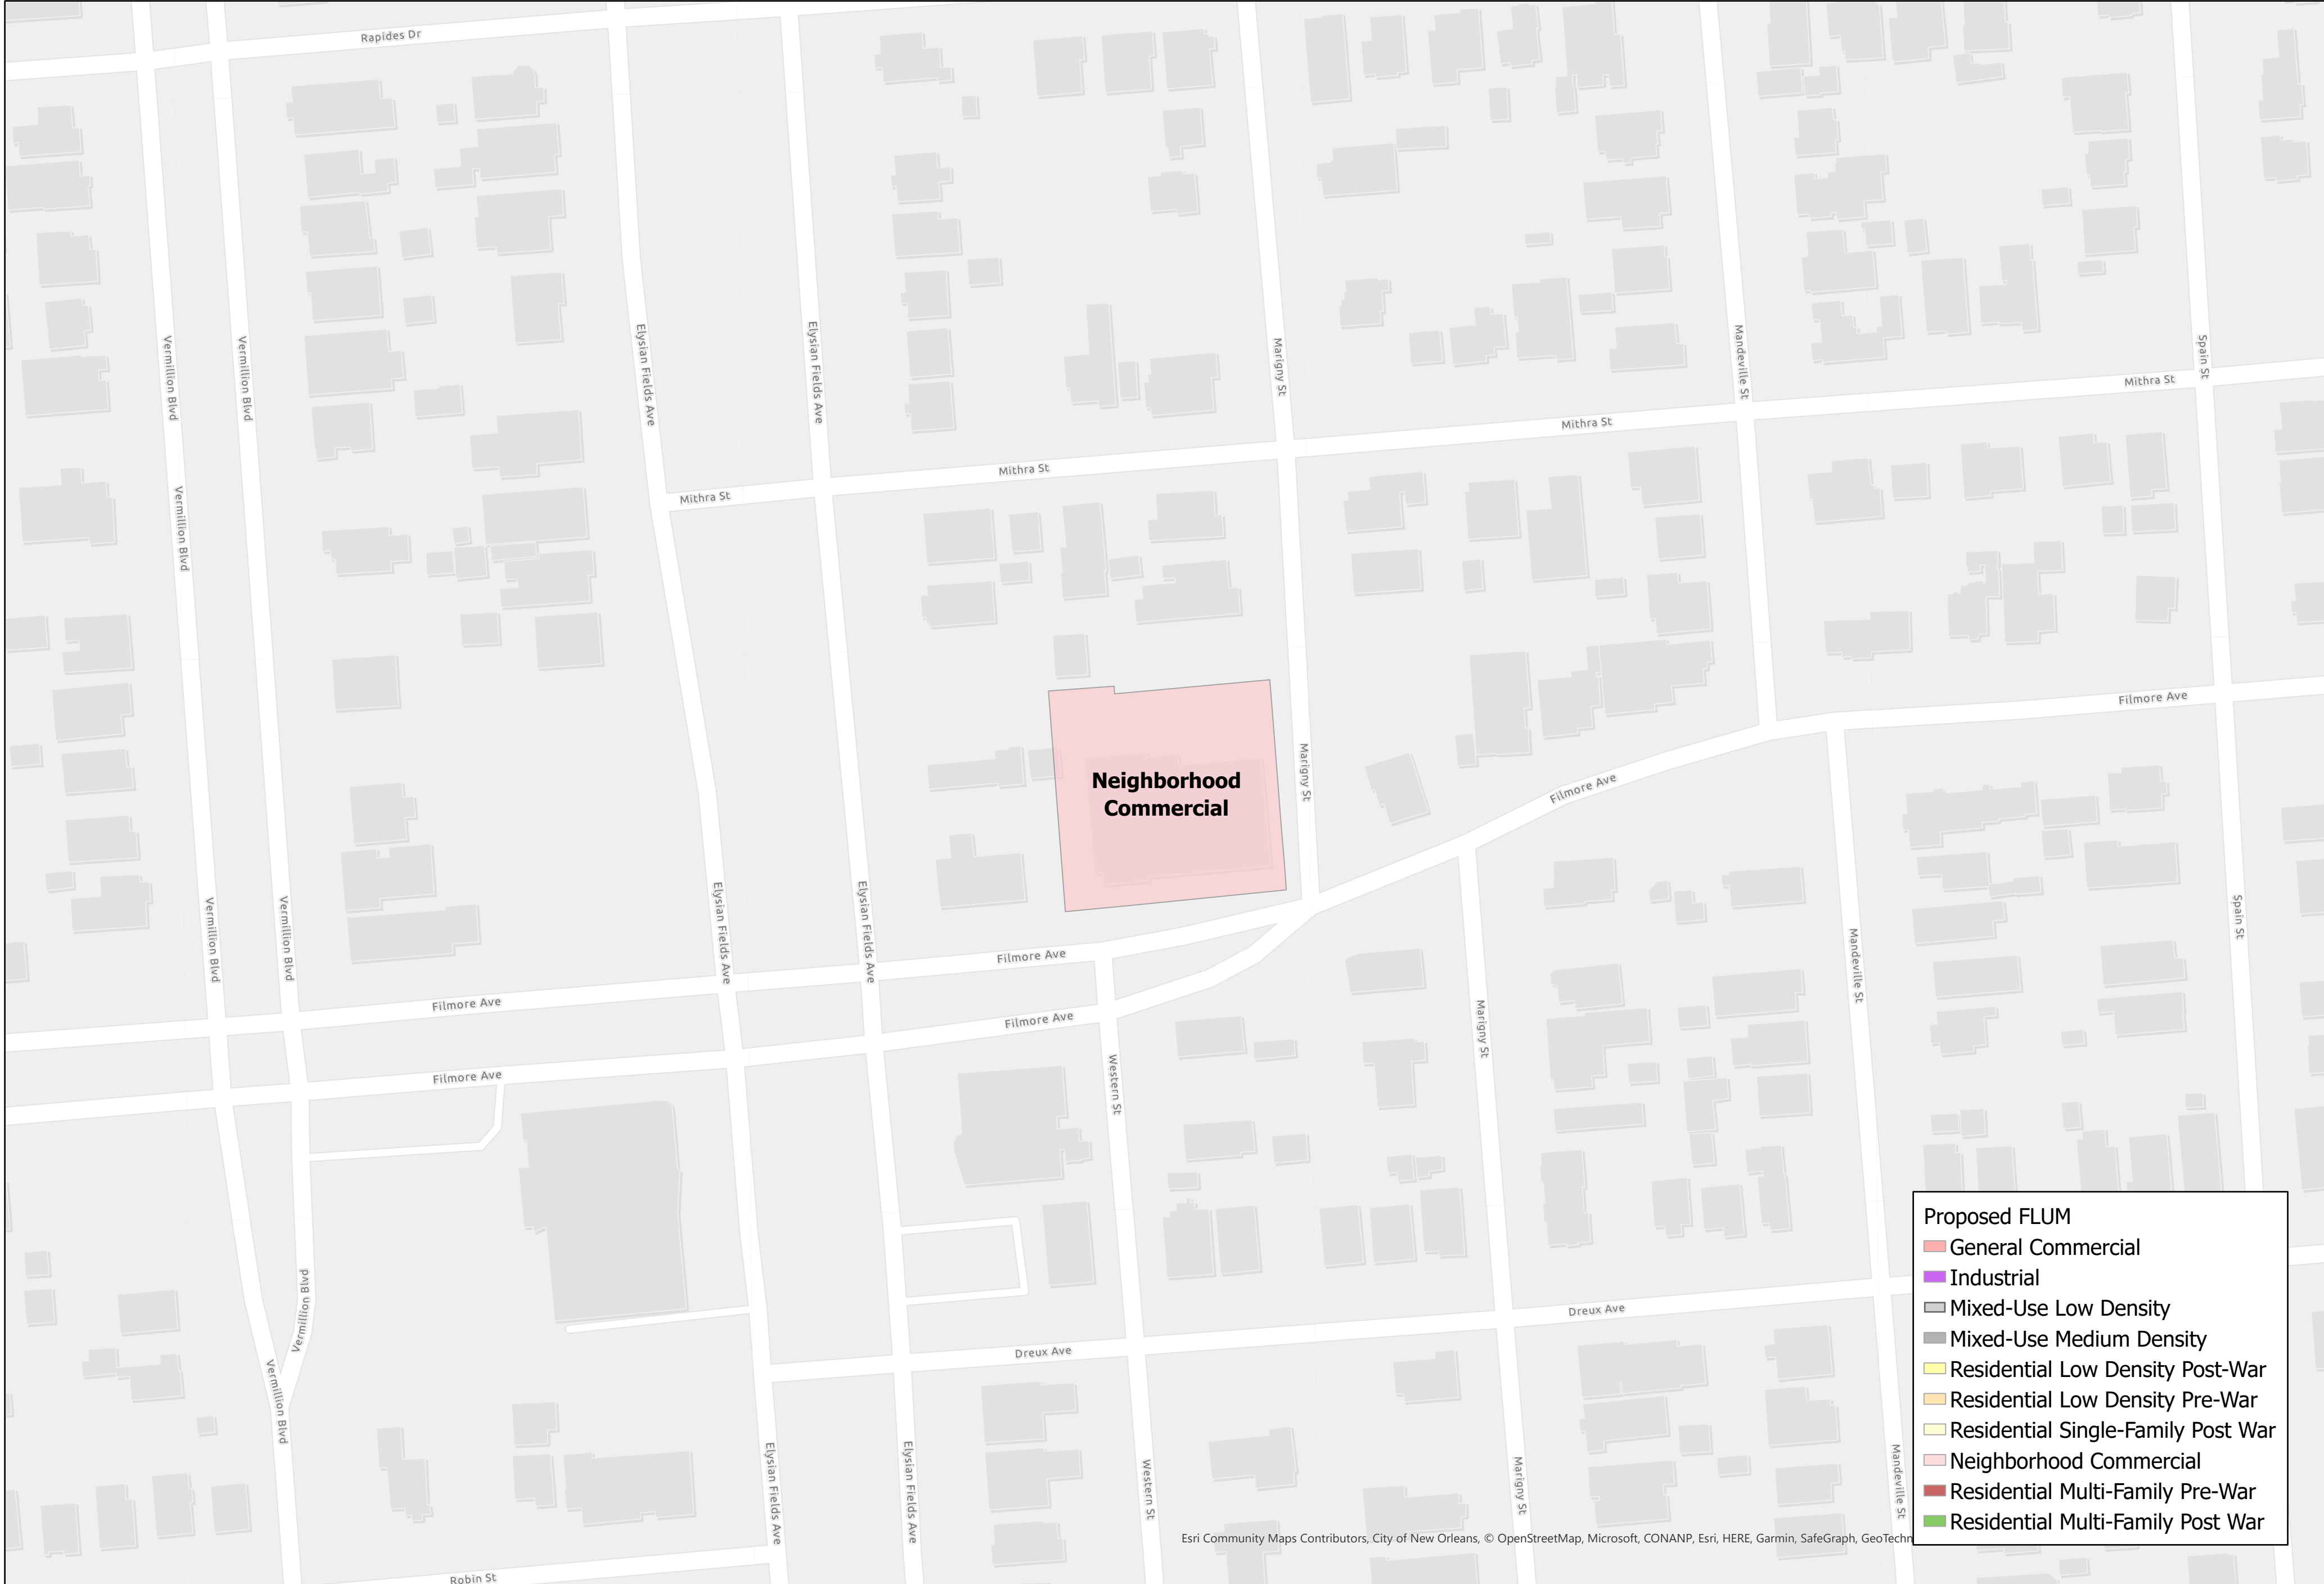 Rapides Dr
Vermillion Blvd
Vermillion Blvd
Elysian Fields Ave
Elysian Fields Ave
Marigny St
Mandeville St
Spain St
Mithra St
Mithra St
Mithra St
Mithra St
Vermillion Blvd
Filmore Ave
Marigny St
Filmore Ave
Neighborhood
Commercial
Vermillion Blvd
Vermillion Blvd
Elysian Fields Ave
Elysian Fields Ave
Spain St
Mandeville St
Filmore Ave
Filmore Ave
Filmore Ave
Filmore Ave
Western St
Marigny St
Vermillion Blvd
Vermillion Blvd
Dreux Ave
Dreux Ave
Elysian Fields Ave
Elysian Fields Ave
Western St
Marigny St
Mandeville St
Robin St
Proposed FLUM
General Commercial
Industrial
Mixed-Use Low Density
Mixed-Use Medium Density
Residential Low Density Post-War
Residential Low Density Pre-War
Residential Single-Family Post War
Neighborhood Commercial
Residential Multi-Family Pre-War
Residential Multi-Family Post War
Esri Community Maps Contributors, City of New Orleans, © OpenStreetMap, Microsoft, CONANP, Esri, HERE, Garmin, SafeGraph, GeoTechn